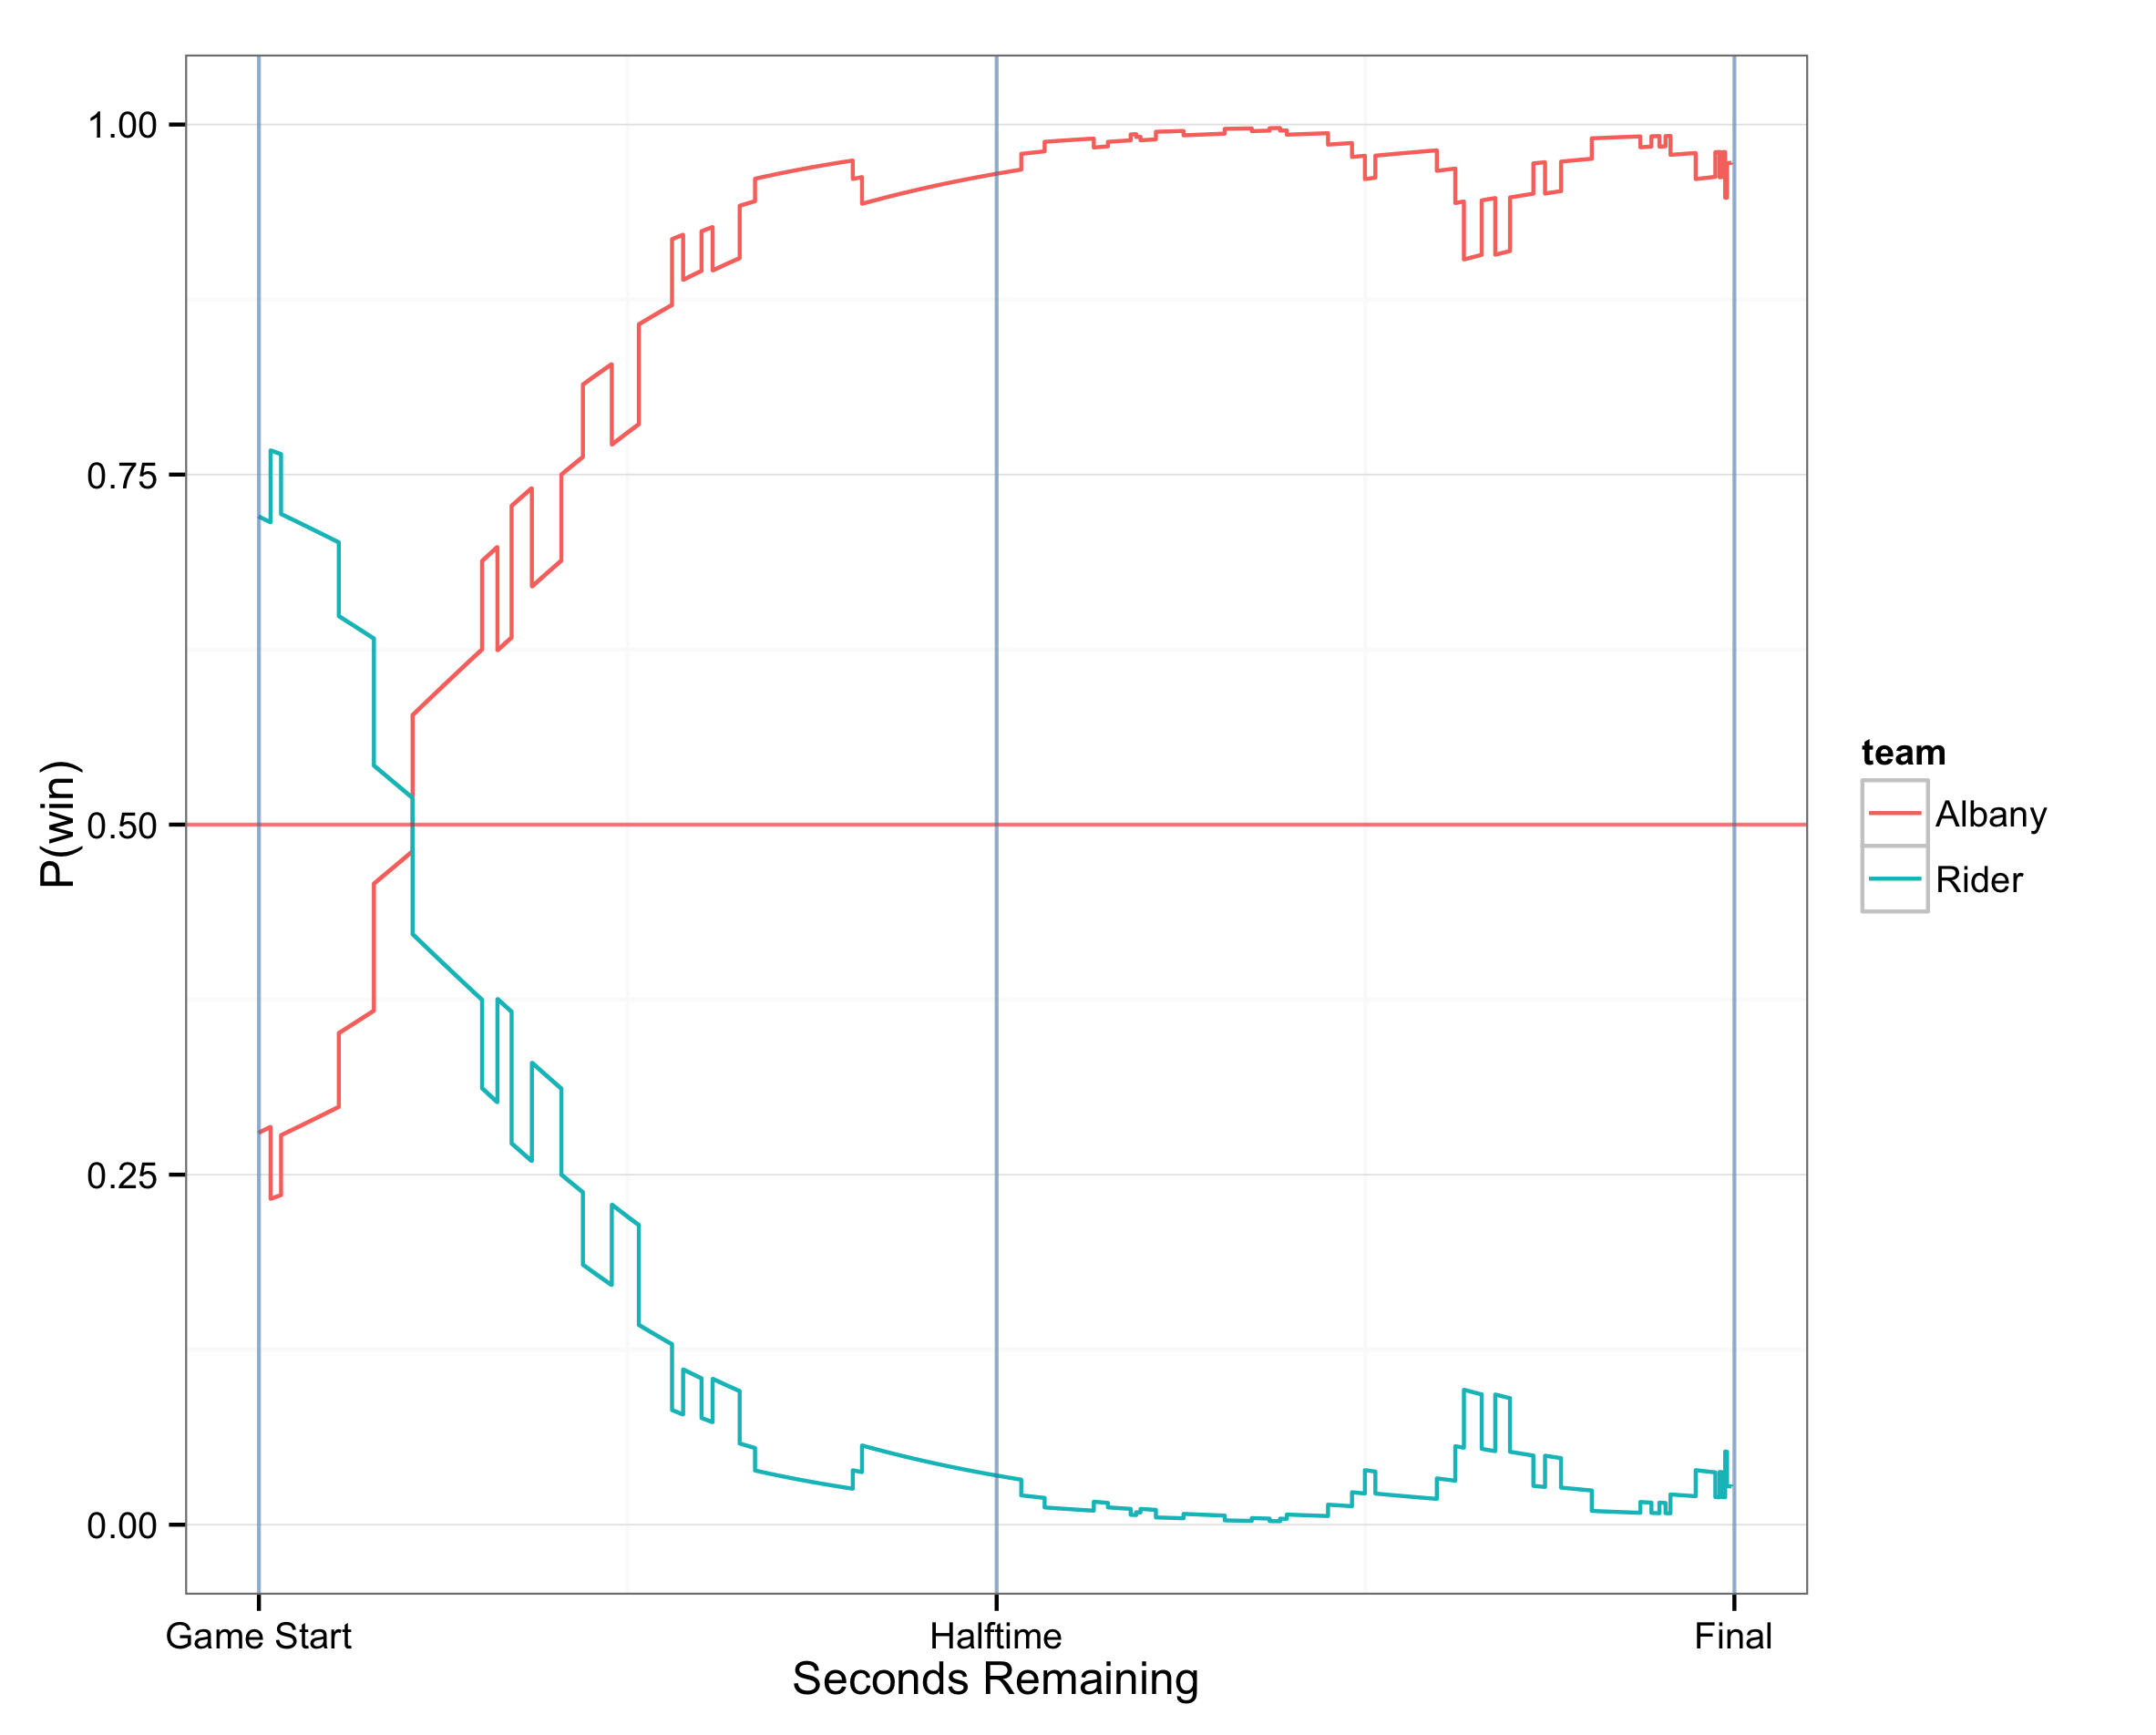 1.00
0.75
0.50
0.25
0.00
P(win)
Game Start
Halftime
Final
Seconds Remaining
team
Albany
Rider